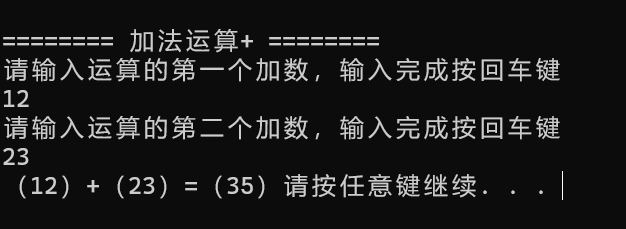 ======== 加法运算+ ========
请输入运算的第一个加数，输入完成按回车键
12
请输入运算的第二个加数，输入完成按回车键
23
（12）+（23）=（35）请按任意键继续. . .